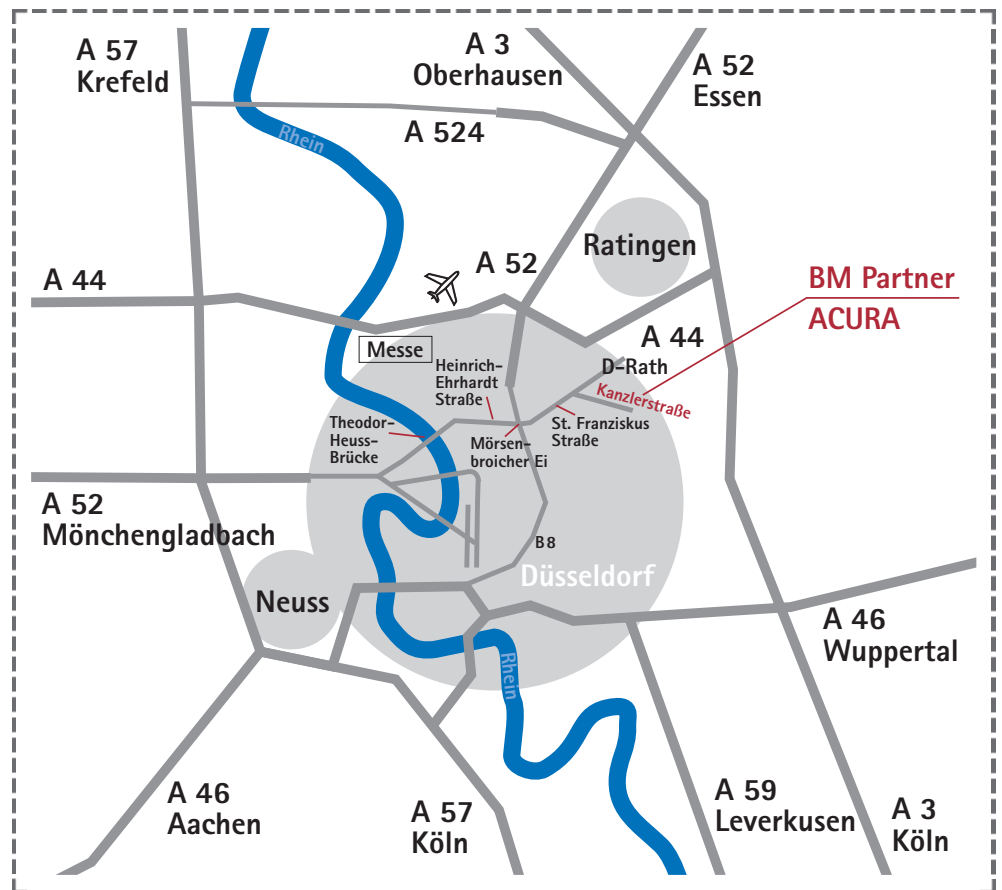 A 57
Krefeld
A 3
Oberhausen
A 52
Essen
Rhein
A 524
Ratingen
A 44
A 52
BM Partner
ACURA
Messe
A 44
D-Rath
Heinrich-
Ehrhardt
Straße
Kanzlerstraße
Theodor-
Heuss-
Brücke
Mörsen-
broicher Ei
St. Franziskus
Straße
A 52
Mönchengladbach
B 8
Düsseldorf
Neuss
A 46
Wuppertal
Rhein
A 46
Aachen
A 57
Köln
A 59
Leverkusen
A 3
Köln